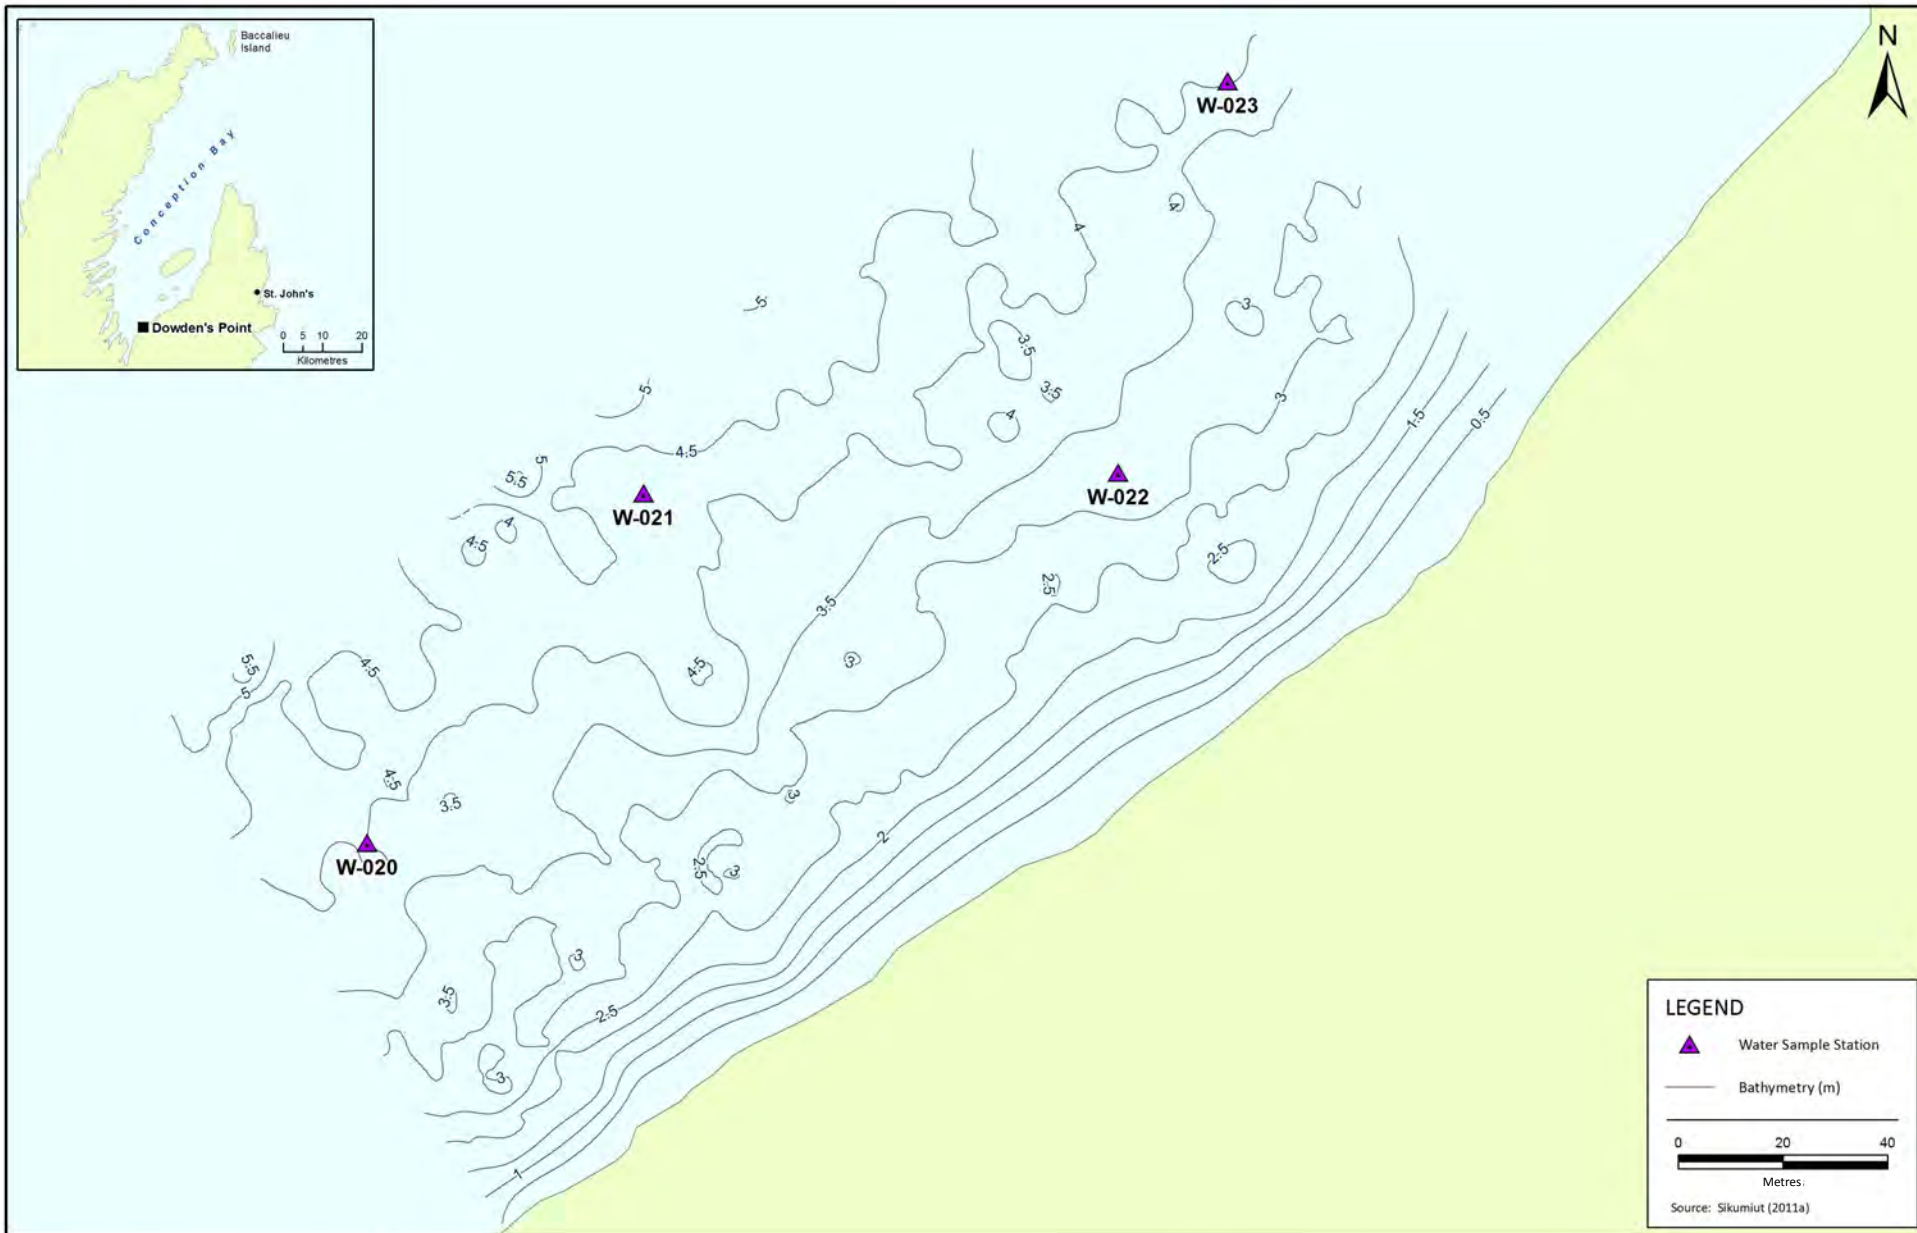 Baccalieu
Island
Conception Bay
St. John's
Dowden's Point
0 5 10 20
Kilometres
N
W-023
4
4
5
3
3.5
3.5
5
4
3
1.5
0.5
4.5
5
5.5
W-021
W-022
4
4.5
2.5
2.5
3.5
5.5
4.5
3
4.5
5
4.5
3.5
3
2
W-020
2.5
3
3
3.5
2.5
3
1
LEGEND
Water Sample Station
Bathymetry (m)
0 20 40
Metres
Source: Sikumiut (2011a)